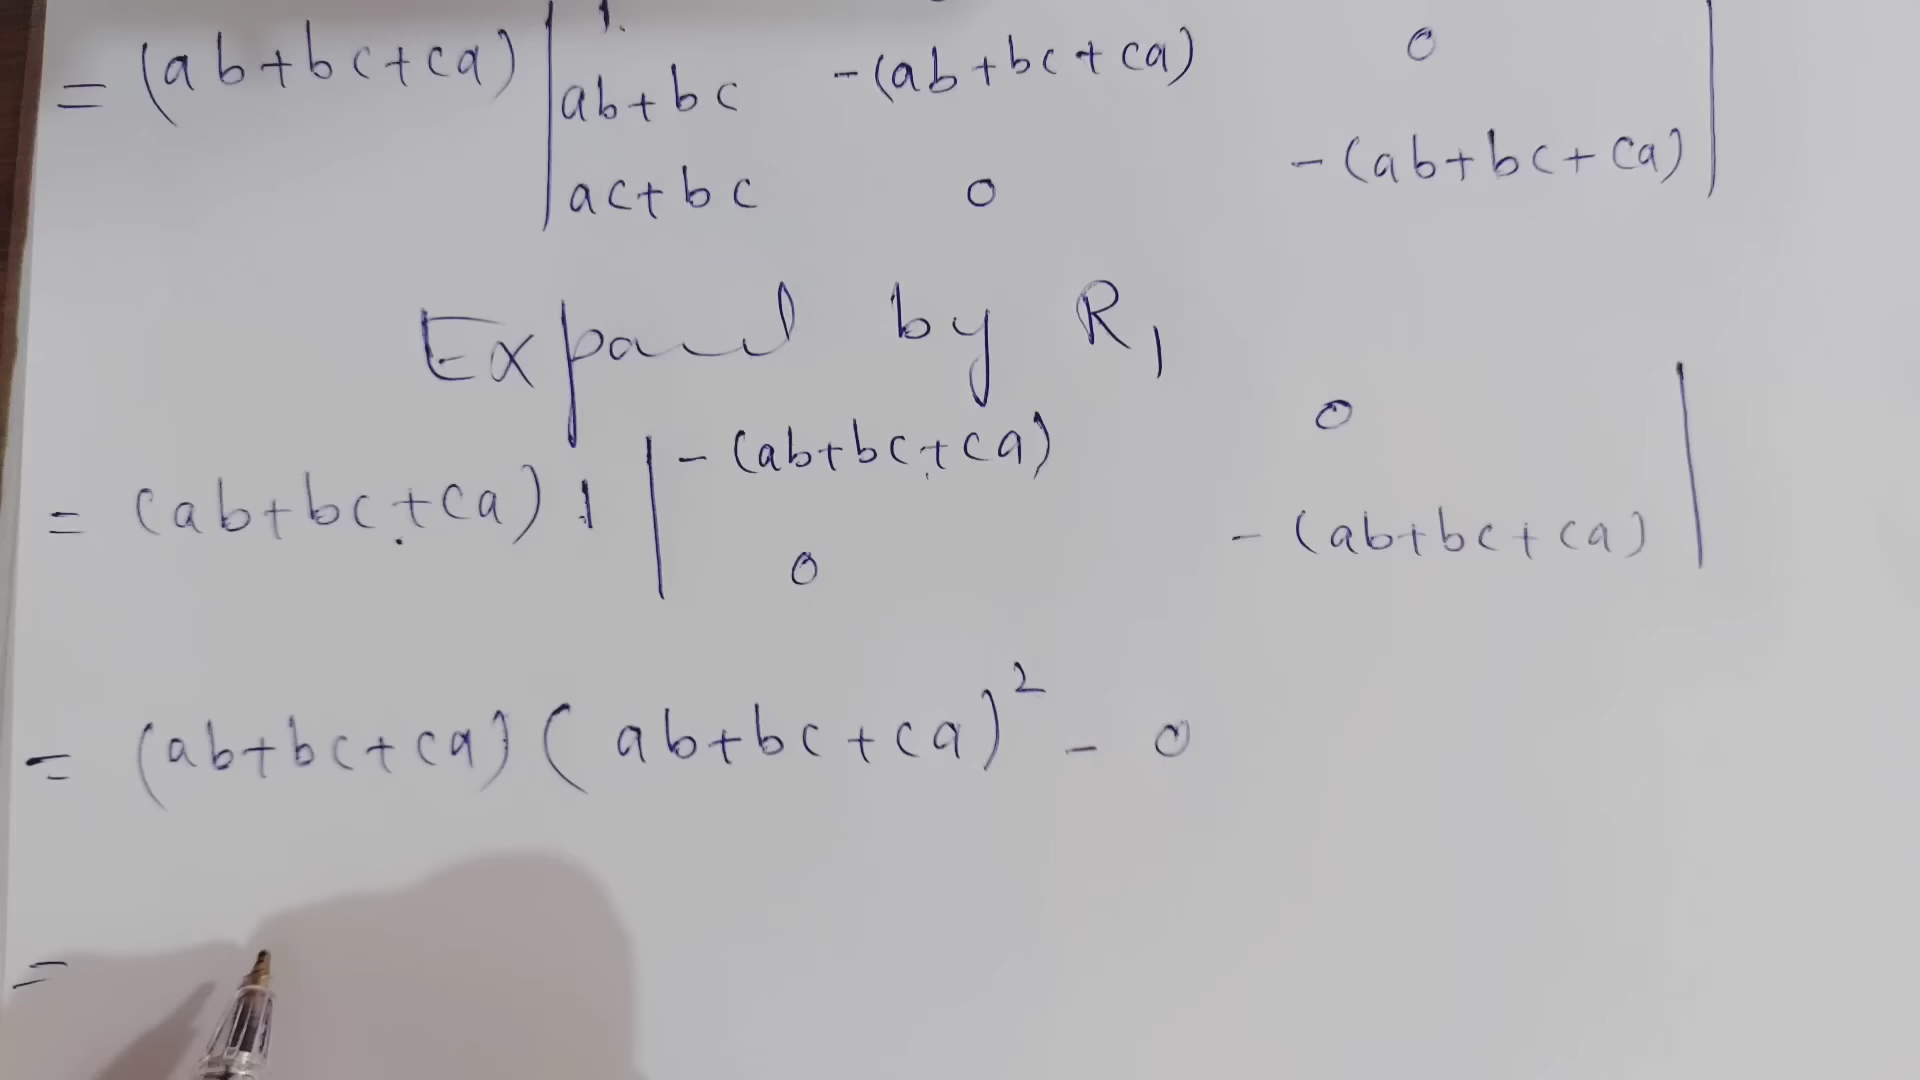 = (ab+bc+ca) | ab+bc -(ab+bc+ca) 0 |
ac+bc 0 -(ab+bc+ca)
Expand by R1
= (ab+bc+ca) 1 | -(ab+bc+ca) 0 |
0 -(ab+bc+ca)
= (ab+bc+ca) (ab+bc+ca)² - 0
=